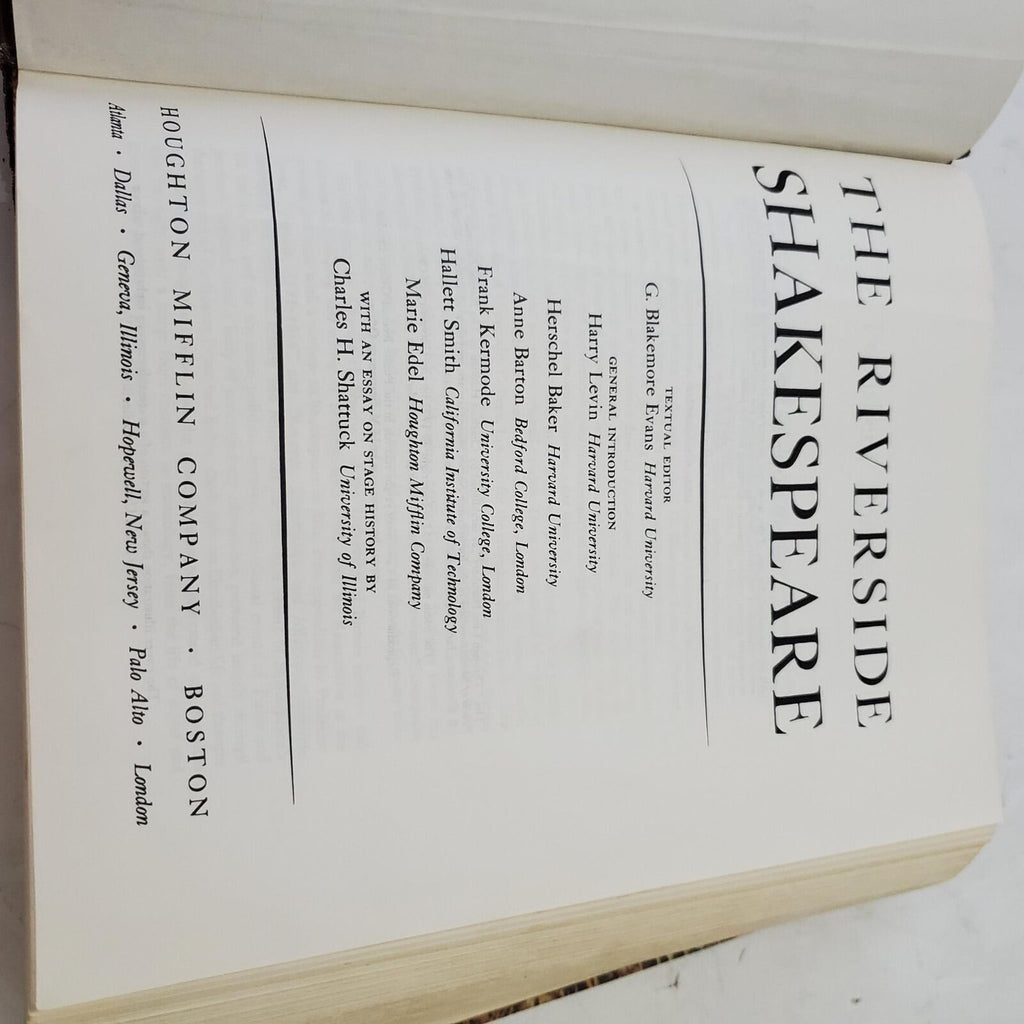 THE RIVERSIDE
SHAKESPEARE
TEXTUAL EDITOR
G. Blakemore Evans Harvard University
GENERAL INTRODUCTION
Harry Levin Harvard University
Herschel Baker Harvard University
Anne Barton Bedford College, London
Frank Kermode University College, London
Hallett Smith California Institute of Technology
Marie Edel Houghton Mifflin Company
WITH AN ESSAY ON STAGE HISTORY BY
Charles H. Shattuck University of Illinois
HOUGHTON MIFFLIN COMPANY · BOSTON
Atlanta · Dallas · Geneva, Illinois · Hopewell, New Jersey · Palo Alto · London